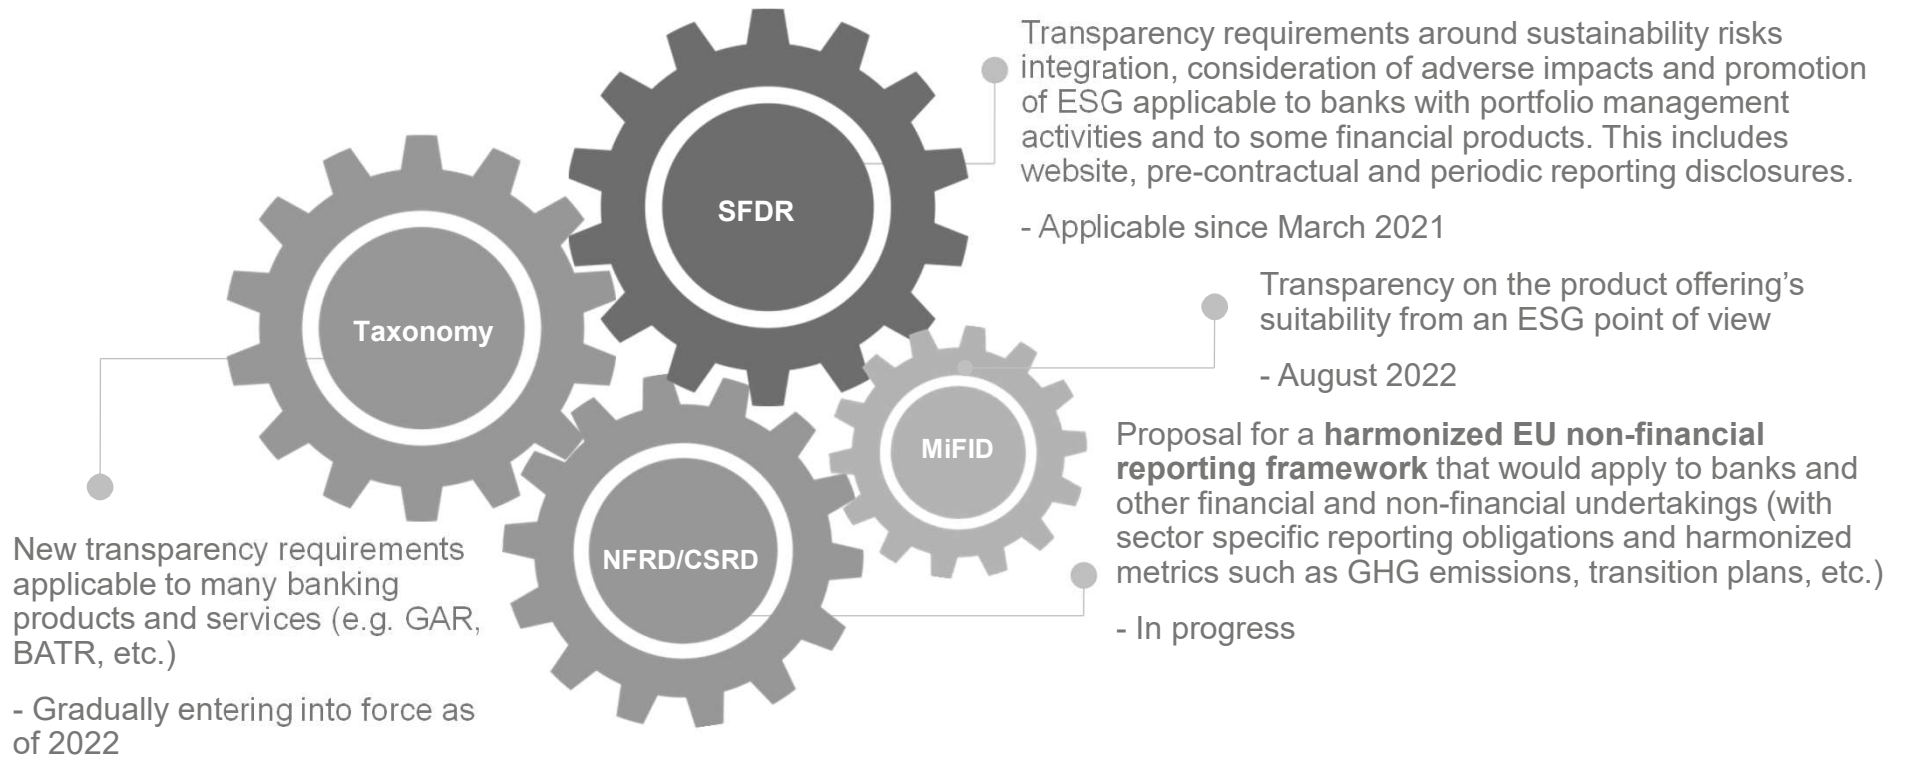 Transparency requirements around sustainability risks
integration, consideration of adverse impacts and promotion
of ESG applicable to banks with portfolio management
activities and to some financial products. This includes
website, pre-contractual and periodic reporting disclosures.
- Applicable since March 2021
SFDR
Transparency on the product offering’s
suitability from an ESG point of view
- August 2022
Taxonomy
MiFID
Proposal for a harmonized EU non-financial
reporting framework that would apply to banks and
other financial and non-financial undertakings (with
sector specific reporting obligations and harmonized
metrics such as GHG emissions, transition plans, etc.)
- In progress
NFRD/CSRD
New transparency requirements
applicable to many banking
products and services (e.g. GAR,
BATR, etc.)
- Gradually entering into force as
of 2022